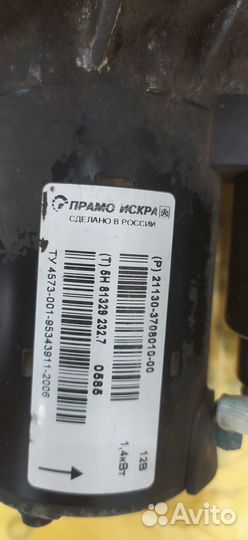 ПРАМО ИСКРА
СДЕЛАНО В РОССИИ
(P) 21130-3708010-00
(T) 5H 81329 232.7
0585
12В
1,4кВт
ТУ 4573-001-95343911-2006
Avito